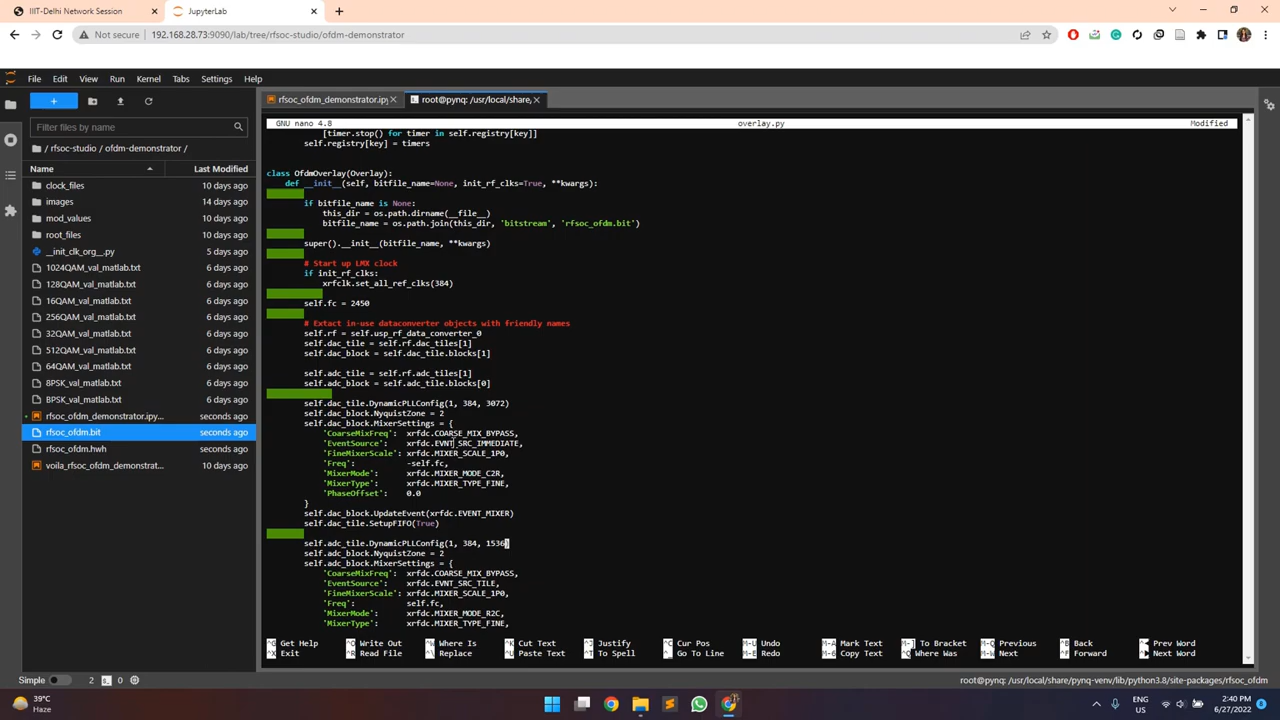 IIIT-Delhi Network Session
JupyterLab
Not secure
192.168.28.73:9090/lab/tree/rfsoc-studio/ofdm-demonstrator
File Edit View Run Kernel Tabs Settings Help
Filter files by name
/ rfsoc-studio / ofdm-demonstrator /
Name Last Modified
clock_files 10 days ago
images 14 days ago
mod_values 10 days ago
root_files 10 days ago
__init_clk_org__.py 5 days ago
1024QAM_val_matlab.txt 6 days ago
128QAM_val_matlab.txt 6 days ago
16QAM_val_matlab.txt 6 days ago
256QAM_val_matlab.txt 6 days ago
32QAM_val_matlab.txt 6 days ago
512QAM_val_matlab.txt 6 days ago
64QAM_val_matlab.txt 6 days ago
8PSK_val_matlab.txt 6 days ago
BPSK_val_matlab.txt 6 days ago
rfsoc_ofdm_demonstrator.ipy... seconds ago
rfsoc_ofdm.bit seconds ago
rfsoc_ofdm.hwh seconds ago
voila_rfsoc_ofdm_demonstrat... 10 days ago
rfsoc_ofdm_demonstrator.ipy
root@pynq: /usr/local/share,
GNU nano 4.8 overlay.py Modified
[timer.stop() for timer in self.registry[key]]
self.registry[key] = timers
class OfdmOverlay(Overlay):
def __init__(self, bitfile_name=None, init_rf_clks=True, **kwargs):
if bitfile_name is None:
this_dir = os.path.dirname(__file__)
bitfile_name = os.path.join(this_dir, 'bitstream', 'rfsoc_ofdm.bit')
super().__init__(bitfile_name, **kwargs)
# Start up LMX clock
if init_rf_clks:
xrfclk.set_all_ref_clks(384)
self.fc = 2450
# Extact in-use dataconverter objects with friendly names
self.rf = self.usp_rf_data_converter_0
self.dac_tile = self.rf.dac_tiles[1]
self.dac_block = self.dac_tile.blocks[1]
self.adc_tile = self.rf.adc_tiles[1]
self.adc_block = self.adc_tile.blocks[0]
self.dac_tile.DynamicPLLConfig(1, 384, 3072)
self.dac_block.NyquistZone = 2
self.dac_block.MixerSettings = {
'CoarseMixFreq': xrfdc.COARSE_MIX_BYPASS,
'EventSource': xrfdc.EVNT_SRC_IMMEDIATE,
'FineMixerScale': xrfdc.MIXER_SCALE_1P0,
'Freq': -self.fc,
'MixerMode': xrfdc.MIXER_MODE_C2R,
'MixerType': xrfdc.MIXER_TYPE_FINE,
'PhaseOffset': 0.0
}
self.dac_block.UpdateEvent(xrfdc.EVENT_MIXER)
self.dac_tile.SetupFIFO(True)
self.adc_tile.DynamicPLLConfig(1, 384, 1536)
self.adc_block.NyquistZone = 2
self.adc_block.MixerSettings = {
'CoarseMixFreq': xrfdc.COARSE_MIX_BYPASS,
'EventSource': xrfdc.EVNT_SRC_TILE,
'FineMixerScale': xrfdc.MIXER_SCALE_1P0,
'Freq': self.fc,
'MixerMode': xrfdc.MIXER_MODE_R2C,
'MixerType': xrfdc.MIXER_TYPE_FINE,
^G Get Help ^O Write Out ^W Where Is ^K Cut Text ^J Justify ^C Cur Pos M-U Undo M-A Mark Text M-] To Bracket M-Q Previous ^B Back Prev Word
^X Exit ^R Read File ^\ Replace ^U Paste Text ^T To Spell ^_ Go To Line M-E Redo M-6 Copy Text ^Q Where Was M-W Next ^F Forward Next Word
Simple 2 6 0 root@pynq: /usr/local/share/pynq-venv/lib/python3.8/site-packages/rfsoc_ofdm
39°C
Haze
ENG
US
2:40 PM
6/27/2022